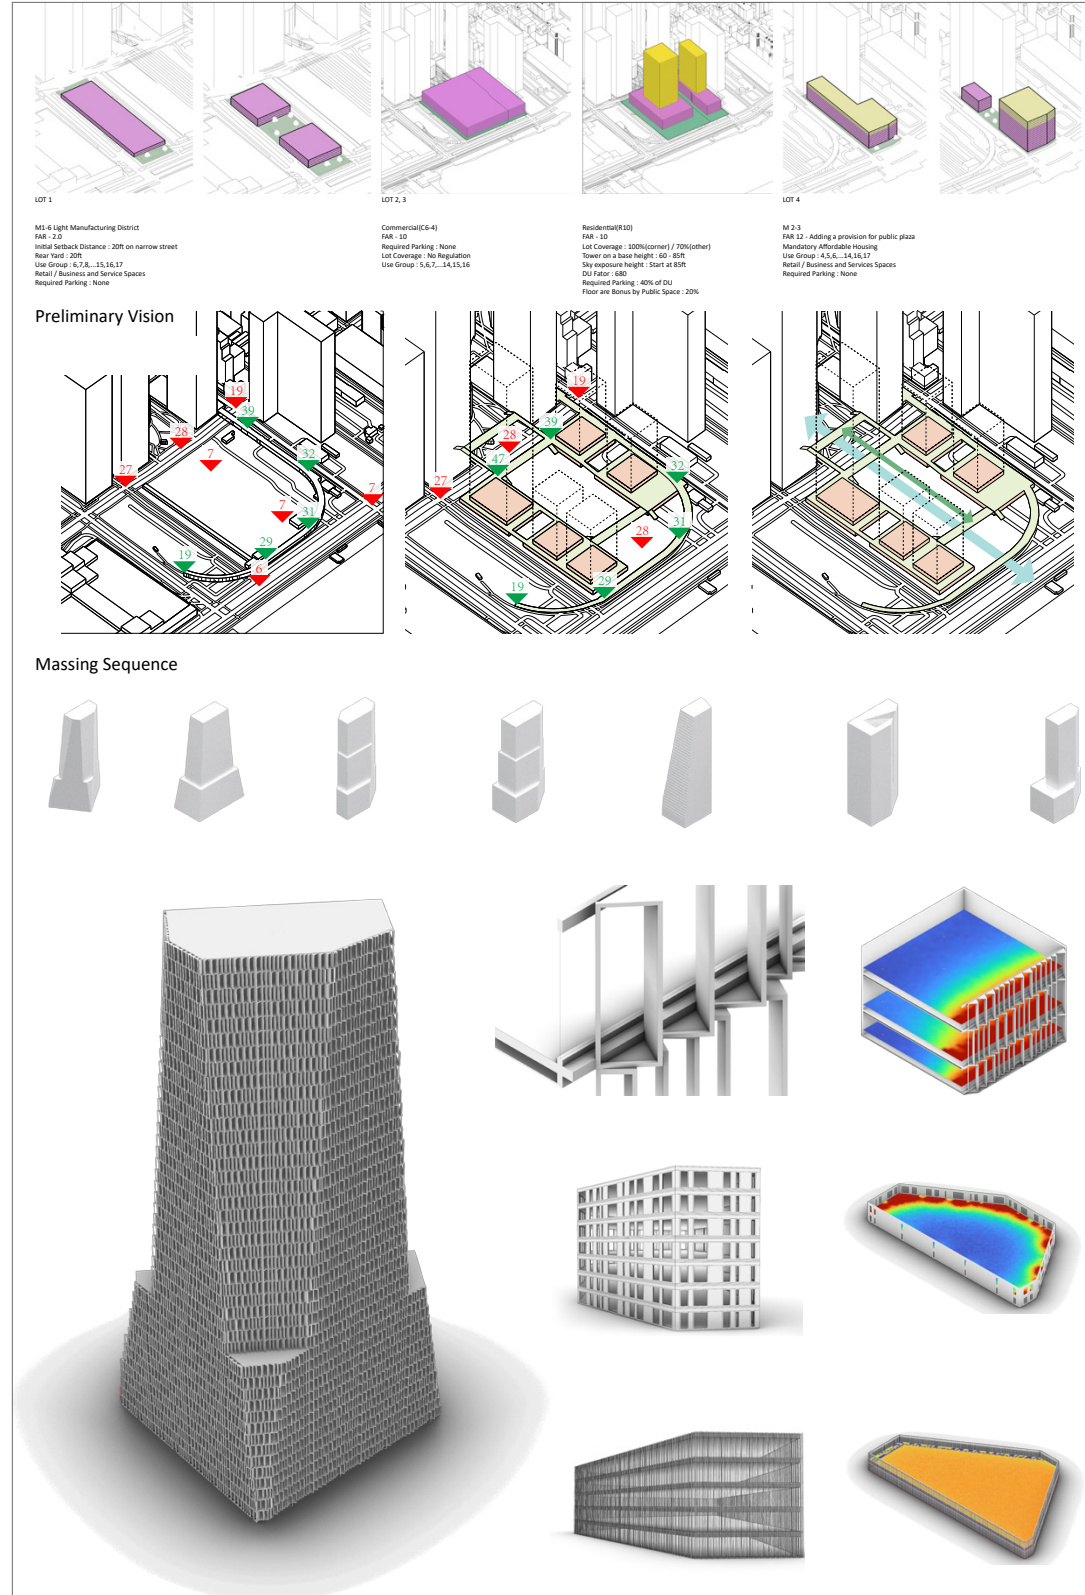 LOT 1
M1-6 Light Manufacturing District
FAR - 2.0
Initial Setback Distance : 20ft on narrow street
Rear Yard : 20ft
Use Group : 6,7,8,...15,16,17
Retail / Business and Service Spaces
Required Parking : None
LOT 2, 3
Commercial(C6-4)
FAR - 10
Required Parking : None
Lot Coverage : No Regulation
Use Group : 5,6,7,...14,15,16
Residential(R10)
FAR - 10
Lot Coverage : 100%(corner) / 70%(other)
Tower on a base height : 60 - 85ft
Sky exposure height : Start at 85ft
DU Fator : 680
Required Parking : 40% of DU
Floor are Bonus by Public Space : 20%
LOT 4
M 2-3
FAR 12 - Adding a provision for public plaza
Mandatory Affordable Housing
Use Group : 4,5,6,...14,16,17
Retail / Business and Services Spaces
Required Parking : None
Preliminary Vision
19
39
28
7
32
27
7
7
31
29
19
6
19
39
28
47
32
27
31
28
29
19
Massing Sequence